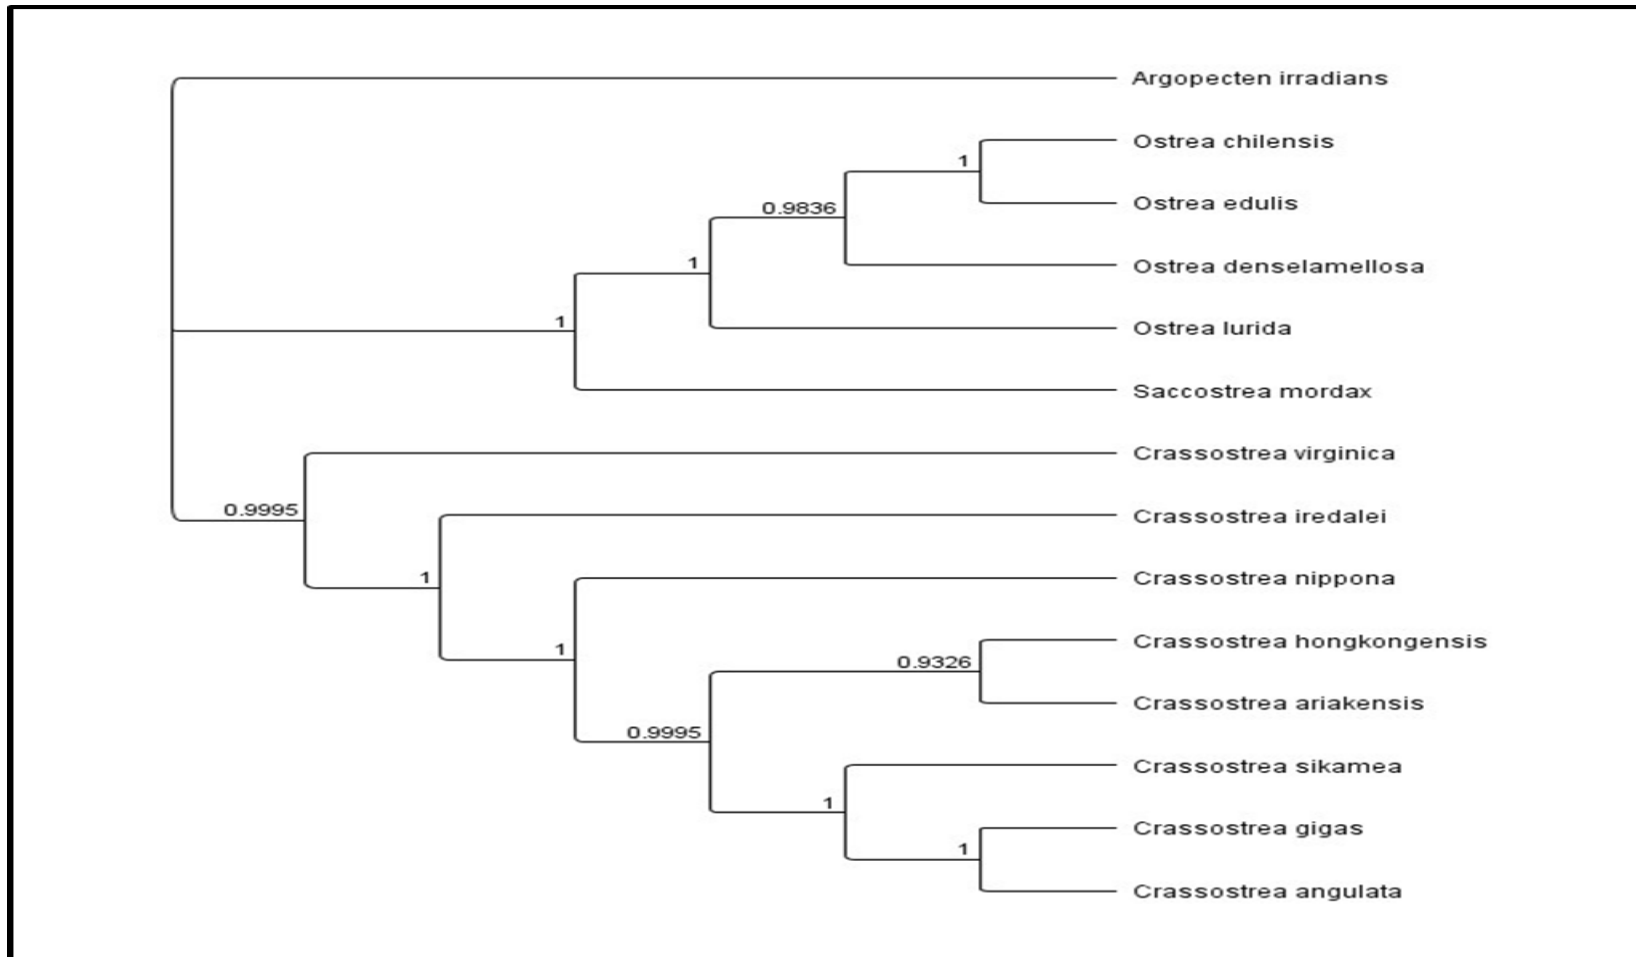 Argopecten irradians
Ostrea chilensis
1
Ostrea edulis
0.9836
Ostrea denselamellosa
1
Ostrea lurida
1
Saccostrea mordax
Crassostrea virginica
0.9995
Crassostrea iredalei
1
Crassostrea nippona
Crassostrea hongkongensis
1
0.9326
Crassostrea ariakensis
0.9995
Crassostrea sikamea
1
Crassostrea gigas
1
Crassostrea angulata